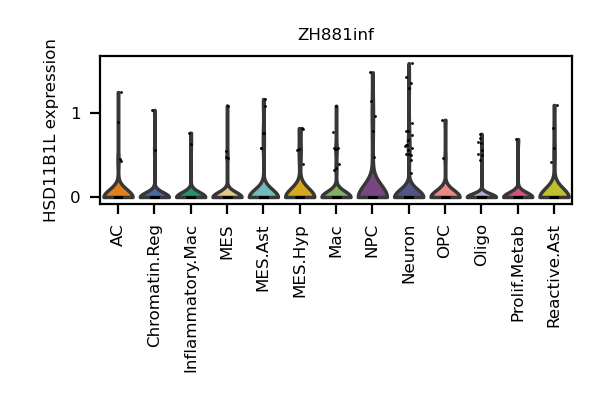 ZH881inf
HSD11B1L expression
1
0
AC
Chromatin.Reg
Inflammatory.Mac
MES
MES.Ast
MES.Hyp
Mac
NPC
Neuron
OPC
Oligo
Prolif.Metab
Reactive.Ast